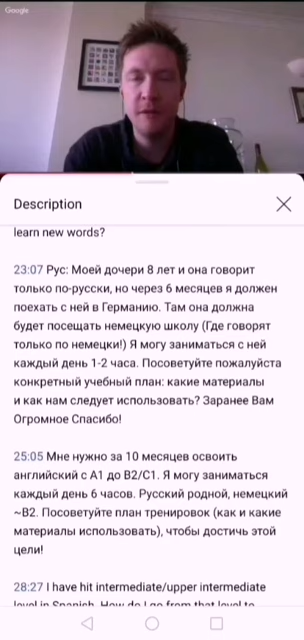 Google
Description
learn new words?
23:07 Рус: Моей дочери 8 лет и она говорит
только по-русски, но через 6 месяцев я должен
поехать с ней в Германию. Там она должна
будет посещать немецкую школу (Где говорят
только по немецки!) Я могу заниматься с ней
каждый день 1-2 часа. Посоветуйте пожалуйста
конкретный учебный план: какие материалы
и как нам следует использовать? Заранее Вам
Огромное Спасибо!
25:05 Мне нужно за 10 месяцев освоить
английский с А1 до В2/С1. Я могу заниматься
каждый день 6 часов. Русский родной, немецкий
~В2. Посоветуйте план тренировок (как и какие
материалы использовать), чтобы достичь этой
цели!
28:27 I have hit intermediate/upper intermediate
level in Spanish. How do I go from that level to